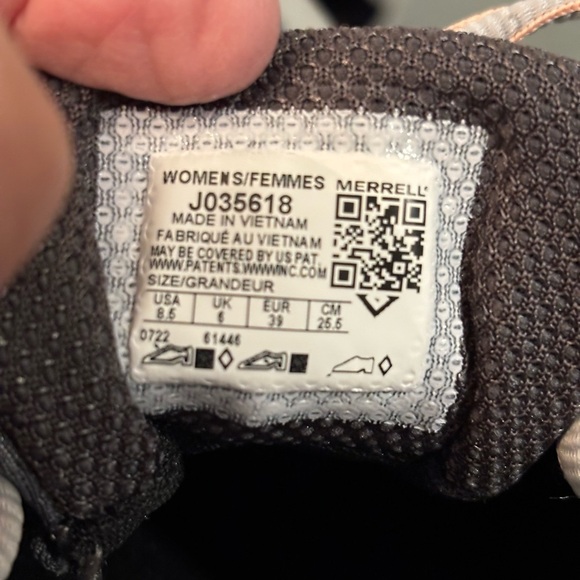 WOMENS/FEMMES
MERRELL
J035618
MADE IN VIETNAM
FABRIQUÉ AU VIETNAM
MAY BE COVERED BY US PAT.
WWW.PATENTS.WWWINC.COM
SIZE/GRANDEUR
USA UK EUR CM
8.5 6 39 25.5
0722 61446